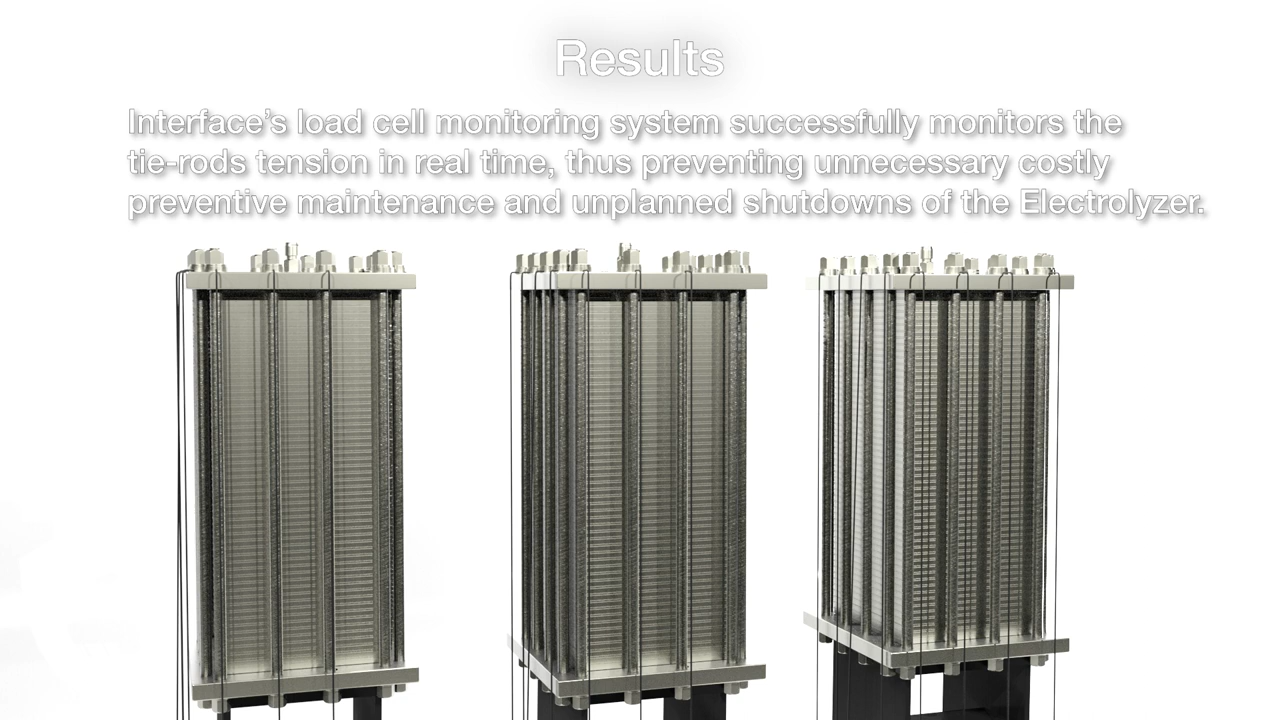 Results
Interface’s load cell monitoring system successfully monitors the
tie-rods tension in real time, thus preventing unnecessary costly
preventive maintenance and unplanned shutdowns of the Electrolyzer.